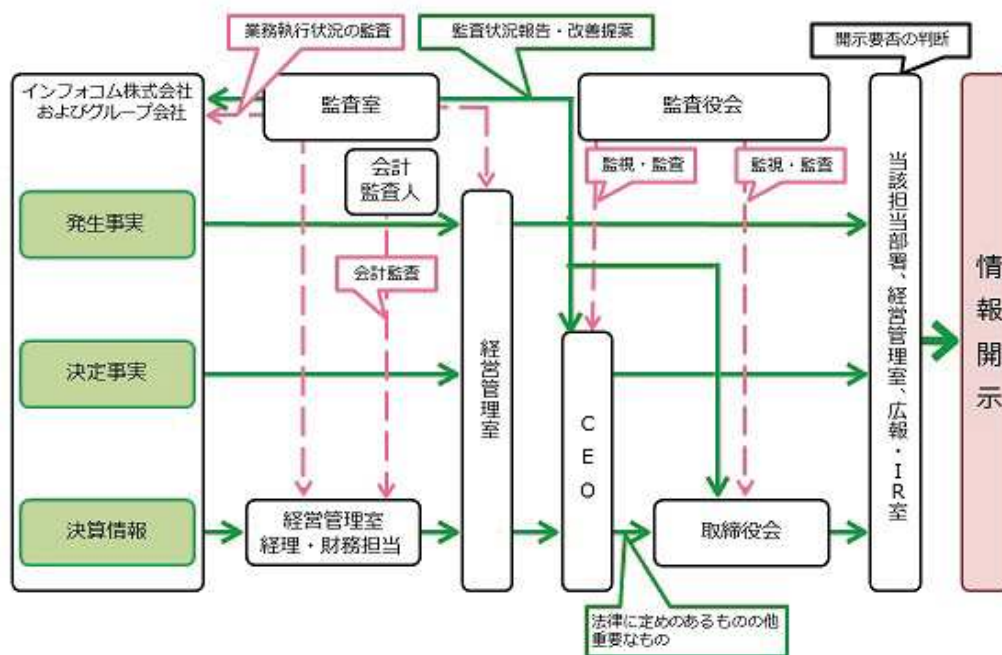 業務執行状況の監査
監査状況報告・改善提案
開示要否の判断
インフォコム株式会社
およびグループ会社
監査室
監査役会
会計
監査人
監視・監査
監視・監査
発生事実
会計監査
決定事実
経営管理室
CEO
当該担当部署、経営管理室、広報・IR室
情報開示
決算情報
経営管理室
経理・財務担当
取締役会
法律に定めのあるものの他
重要なもの